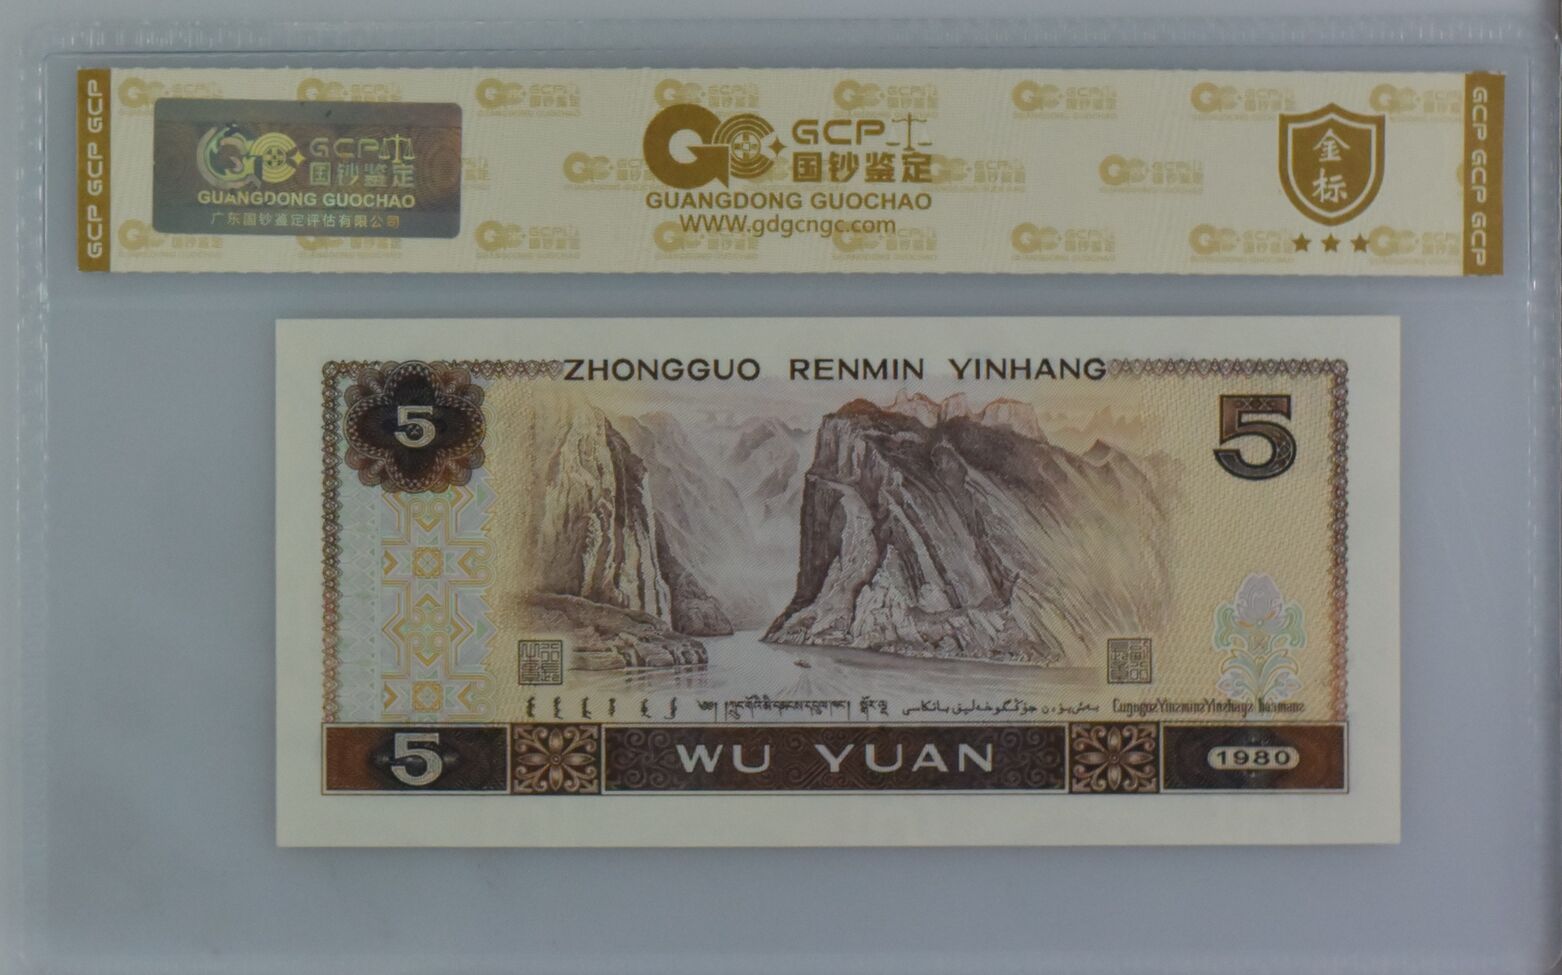 GCP GCP GCP
GCP
国钞鉴定
GUANGDONG GUOCHAO
广东国钞鉴定评估有限公司
GCP
国钞鉴定
GUANGDONG GUOCHAO
WWW.gdgcngc.com
金标
GCP GCP GCP
ZHONGGUO RENMIN YINHANG
5
5
5
WU YUAN
1980